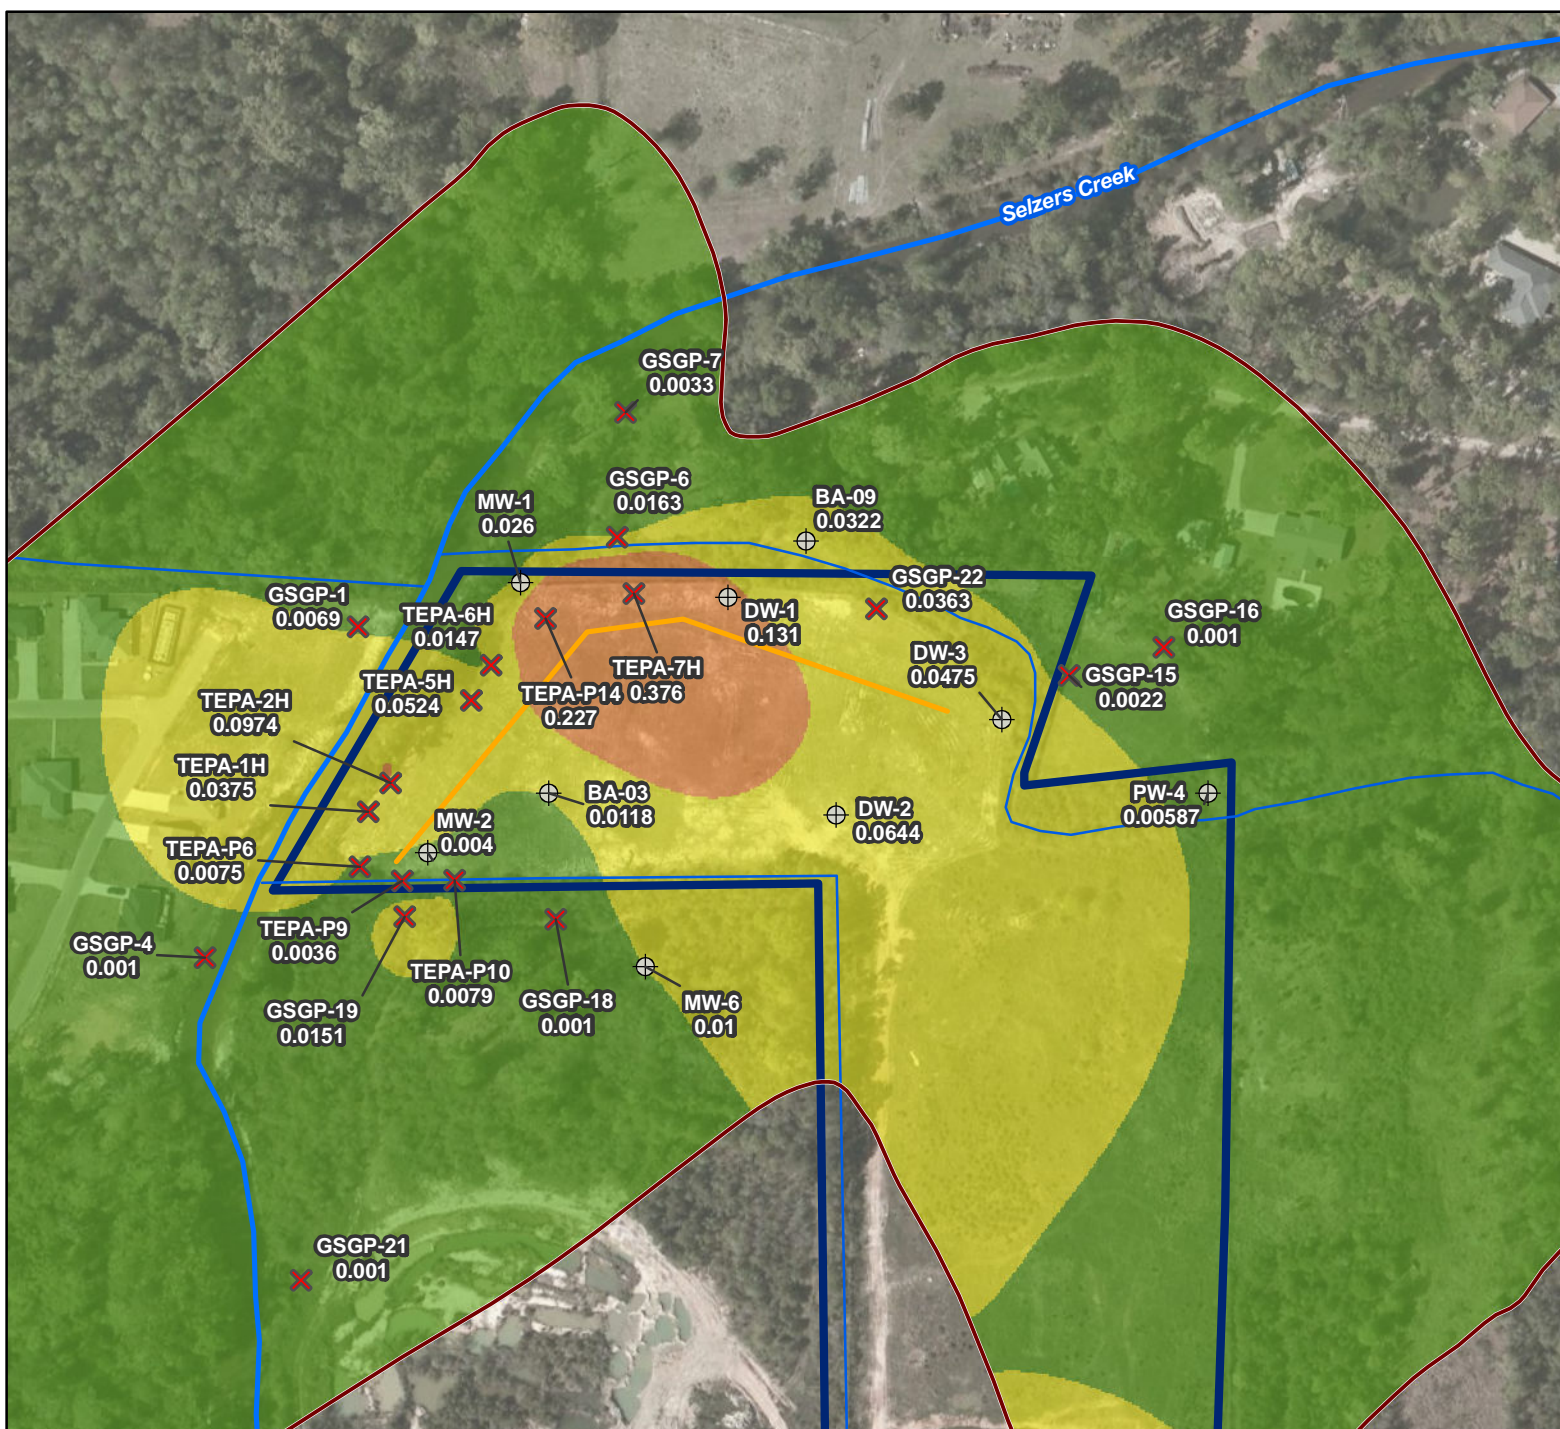 Selzers Creek
GSGP-7
0.0033
GSGP-6
0.0163
MW-1
0.026
BA-09
0.0322
GSGP-1
0.0069
TEPA-6H
0.0147
GSGP-22
0.0363
DW-1
0.131
GSGP-16
0.001
DW-3
0.0475
GSGP-15
0.0022
TEPA-7H
0.376
TEPA-5H
0.0524
TEPA-P14
0.227
TEPA-2H
0.0974
TEPA-1H
0.0375
BA-03
0.0118
DW-2
0.0644
PW-4
0.00587
MW-2
0.004
TEPA-P6
0.0075
TEPA-P9
0.0036
GSGP-4
0.001
TEPA-P10
0.0079
GSGP-18
0.001
MW-6
0.01
GSGP-19
0.0151
GSGP-21
0.001